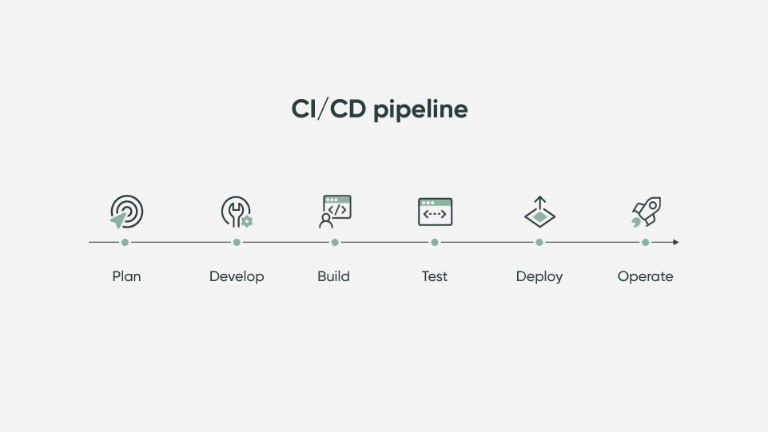 CI/CD pipeline
Plan
Develop
Build
Test
Deploy
Operate